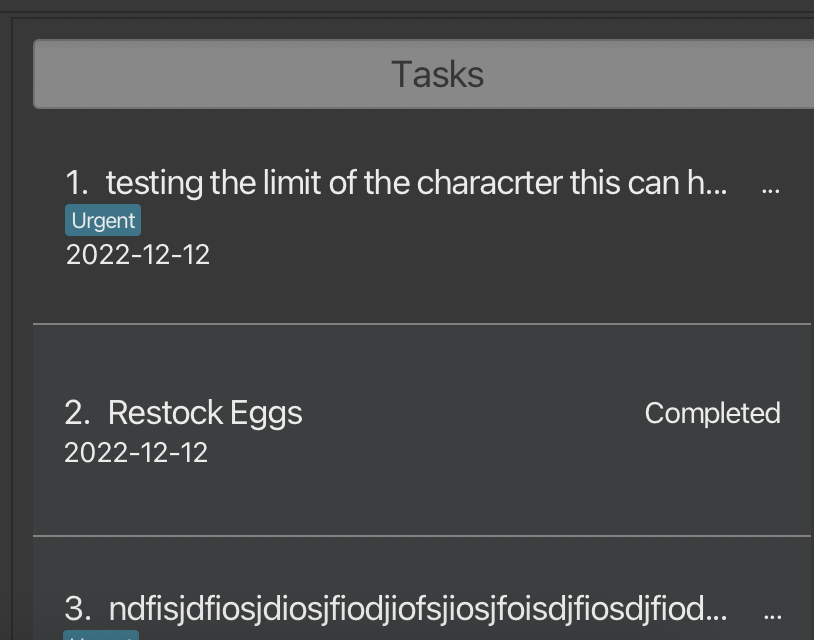 Tasks
1. testing the limit of the characrter this can h... ...
Urgent
2022-12-12
2. Restock Eggs Completed
2022-12-12
3. ndfisjdfiosjdiosjfiodjiofsjiosjfoisdjfiosdjfiod... ...